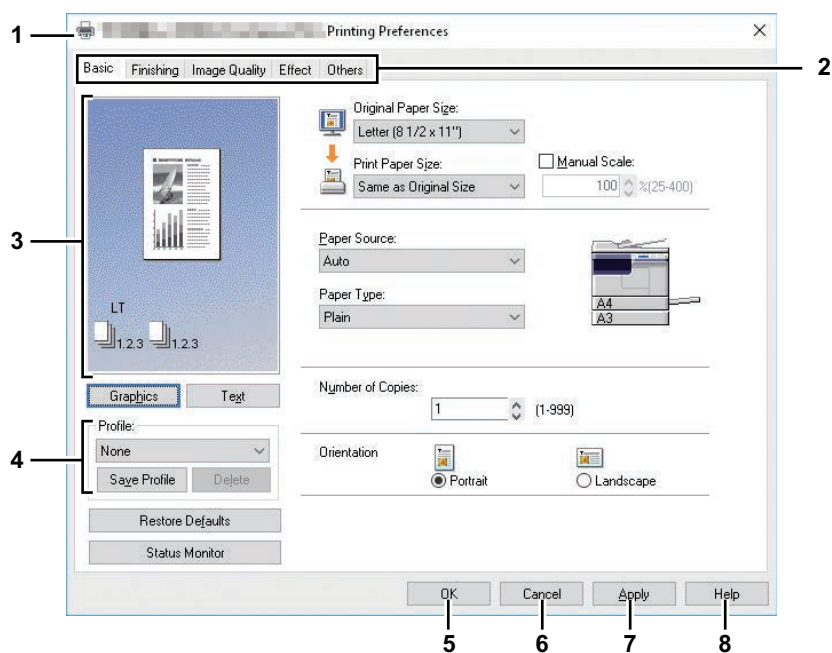 1
Printing Preferences
2
Basic Finishing Image Quality Effect Others
3
LT
1.2.3 1.2.3
Graphics Text
4
Profile:
None
Save Profile Delete
Restore Defaults
Status Monitor
Original Paper Size:
Letter (8 1/2 x 11")
Print Paper Size:
Same as Original Size
Manual Scale:
100 %(25-400)
Paper Source:
Auto
Paper Type:
Plain
A4
A3
Number of Copies:
1 (1-999)
Orientation
Portrait Landscape
OK Cancel Apply Help
5 6 7 8